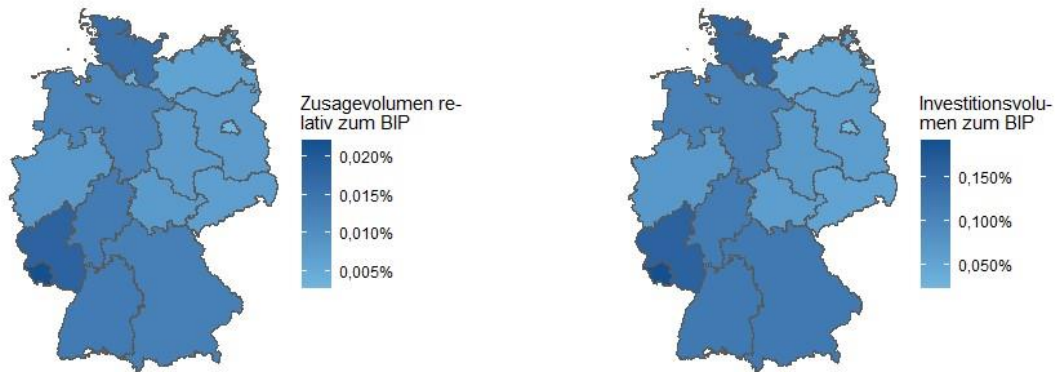 Zusagevolumen re-
lativ zum BIP
0,020%
0,015%
0,010%
0,005%
Investitionsvolu-
men zum BIP
0,150%
0,100%
0,050%